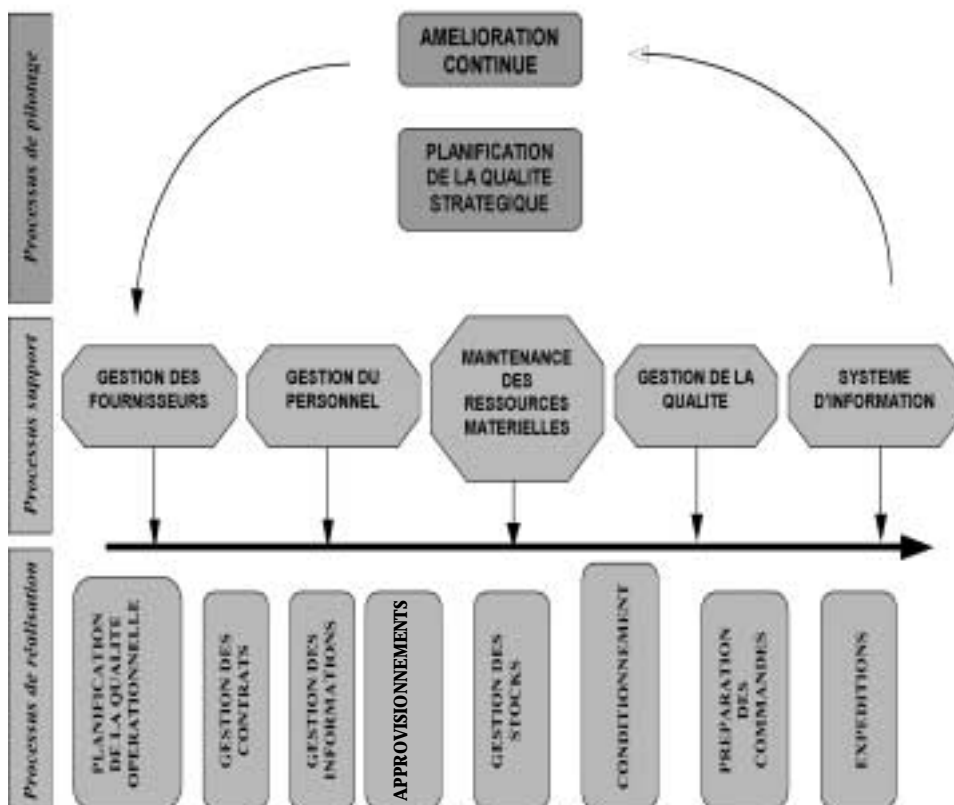 Processus de pilotage
AMELIORATION
CONTINUE
PLANIFICATION
DE LA QUALITE
STRATEGIQUE
Processus support
GESTION DES
FOURNISSEURS
GESTION DU
PERSONNEL
MAINTENANCE
DES
RESSOURCES
MATERIELLES
GESTION DE LA
QUALITE
SYSTEME
D'INFORMATION
Processus de réalisation
PLANIFICATION
DE LA QUALITE
OPERATIONNELLE
GESTION DES
CONTRATS
GESTION DES
INFORMATIONS
APPROVISIONNEMENTS
GESTION DES
STOCKS
CONDITIONNEMENT
PREPARATION
DES
COMMANDES
EXPEDITIONS